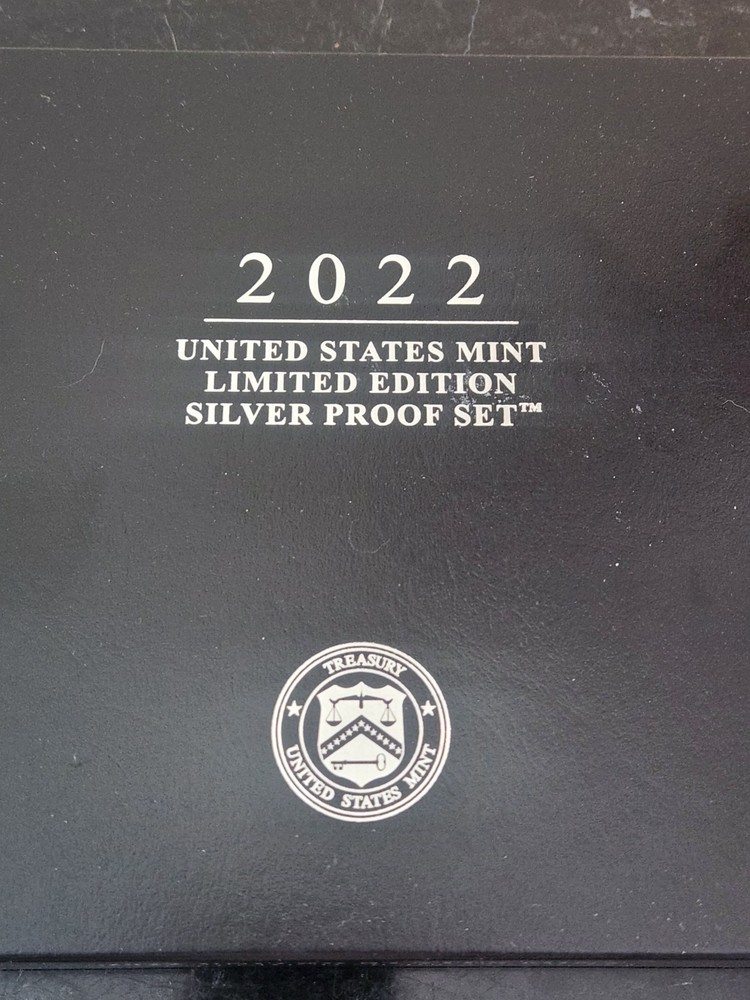 2022
UNITED STATES MINT
LIMITED EDITION
SILVER PROOF SET™
TREASURY
UNITED STATES MINT